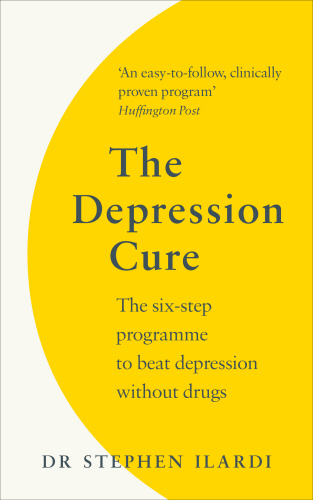 ‘An easy-to-follow, clinically
proven program’
Huffington Post
The
Depression
Cure
The six-step
programme
to beat depression
without drugs
DR STEPHEN ILARDI